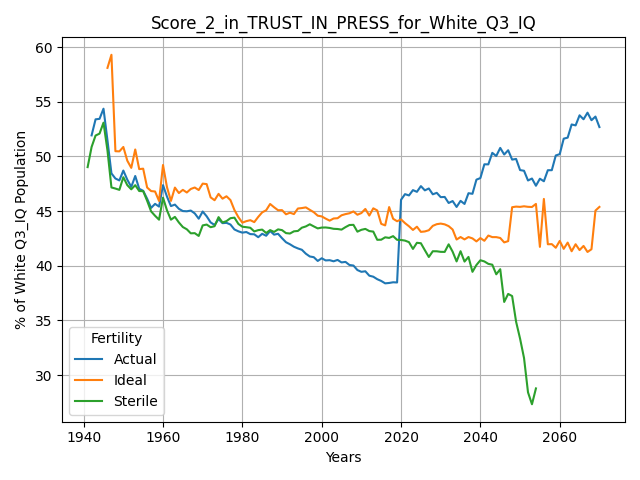 Score_2_in_TRUST_IN_PRESS_for_White_Q3_IQ
60
55
50
45
40
35
30
% of White Q3_IQ Population
Fertility
Actual
Ideal
Sterile
1940 1960 1980 2000 2020 2040 2060
Years